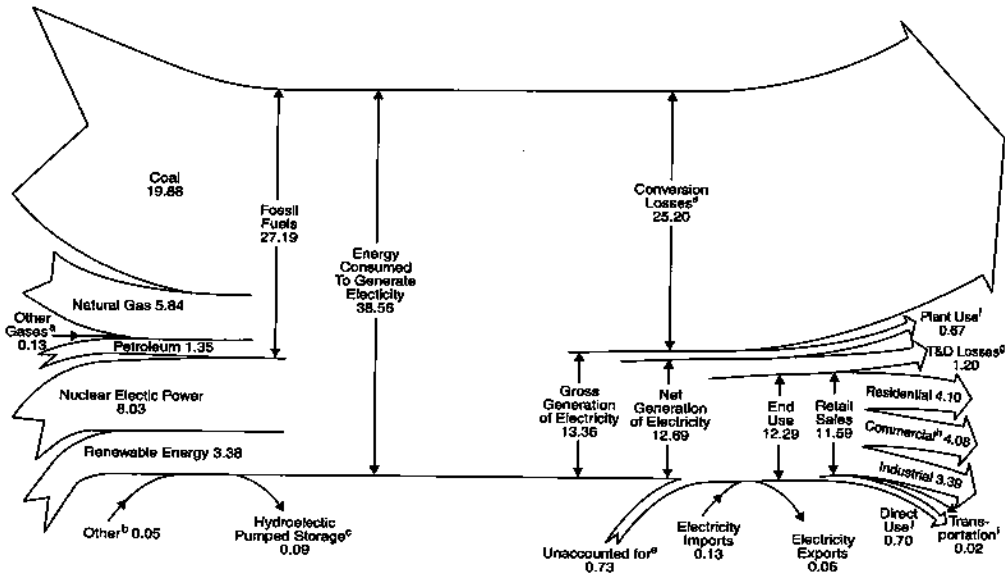 Coal
19.88
Fossil
Fuels
27.19
Energy
Consumed
To Generate
Electicity
38.56
Conversion
Losses
25.20
Natural Gas 5.84
Other
Gases a
0.13
Petroleum 1.35
Nuclear Electic Power
8.03
Renewable Energy 3.38
Other b 0.05
Hydroelectic
Pumped Storage c
0.09
Gross
Generation
of Electricity
13.36
Net
Generation
of Electricity
12.69
End
Use
12.29
Retail
Sales
11.59
Plant Use
0.67
T&D Losses g
1.20
Residential 4.10
Commercial h 4.08
Industrial 3.39
Trans-
portation i
0.02
Direct
Use j
0.70
Unaccounted for e
0.73
Electricity
Imports
0.13
Electricity
Exports
0.06